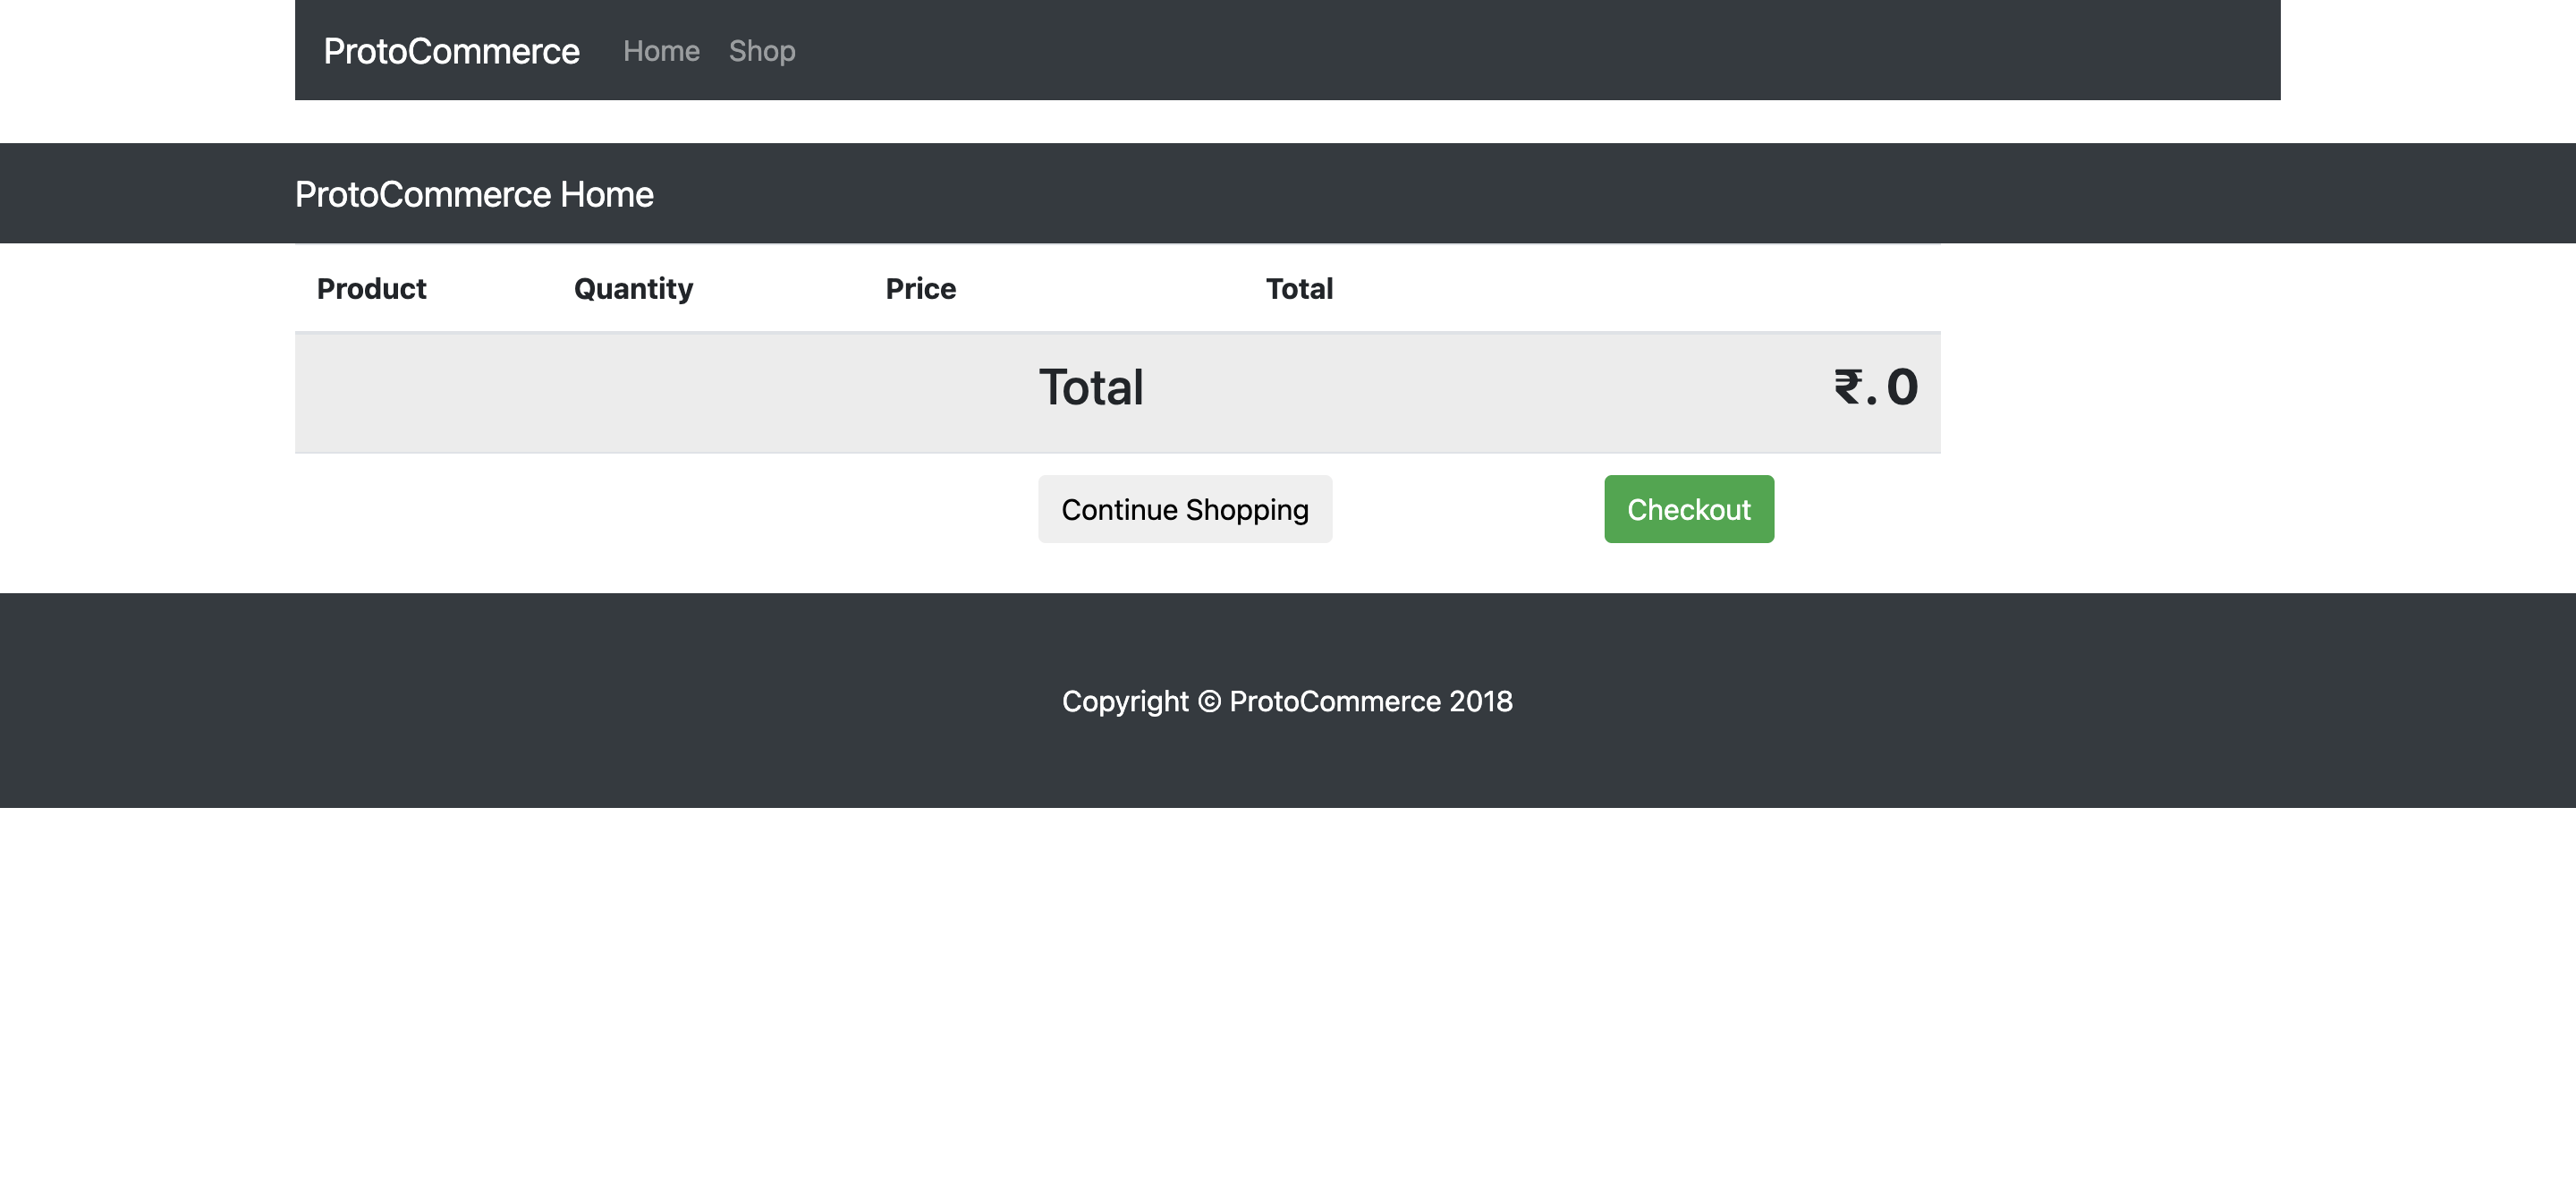 ProtoCommerce Home Shop
ProtoCommerce Home
Product Quantity Price Total
Total ₹. 0
Continue Shopping Checkout
Copyright © ProtoCommerce 2018